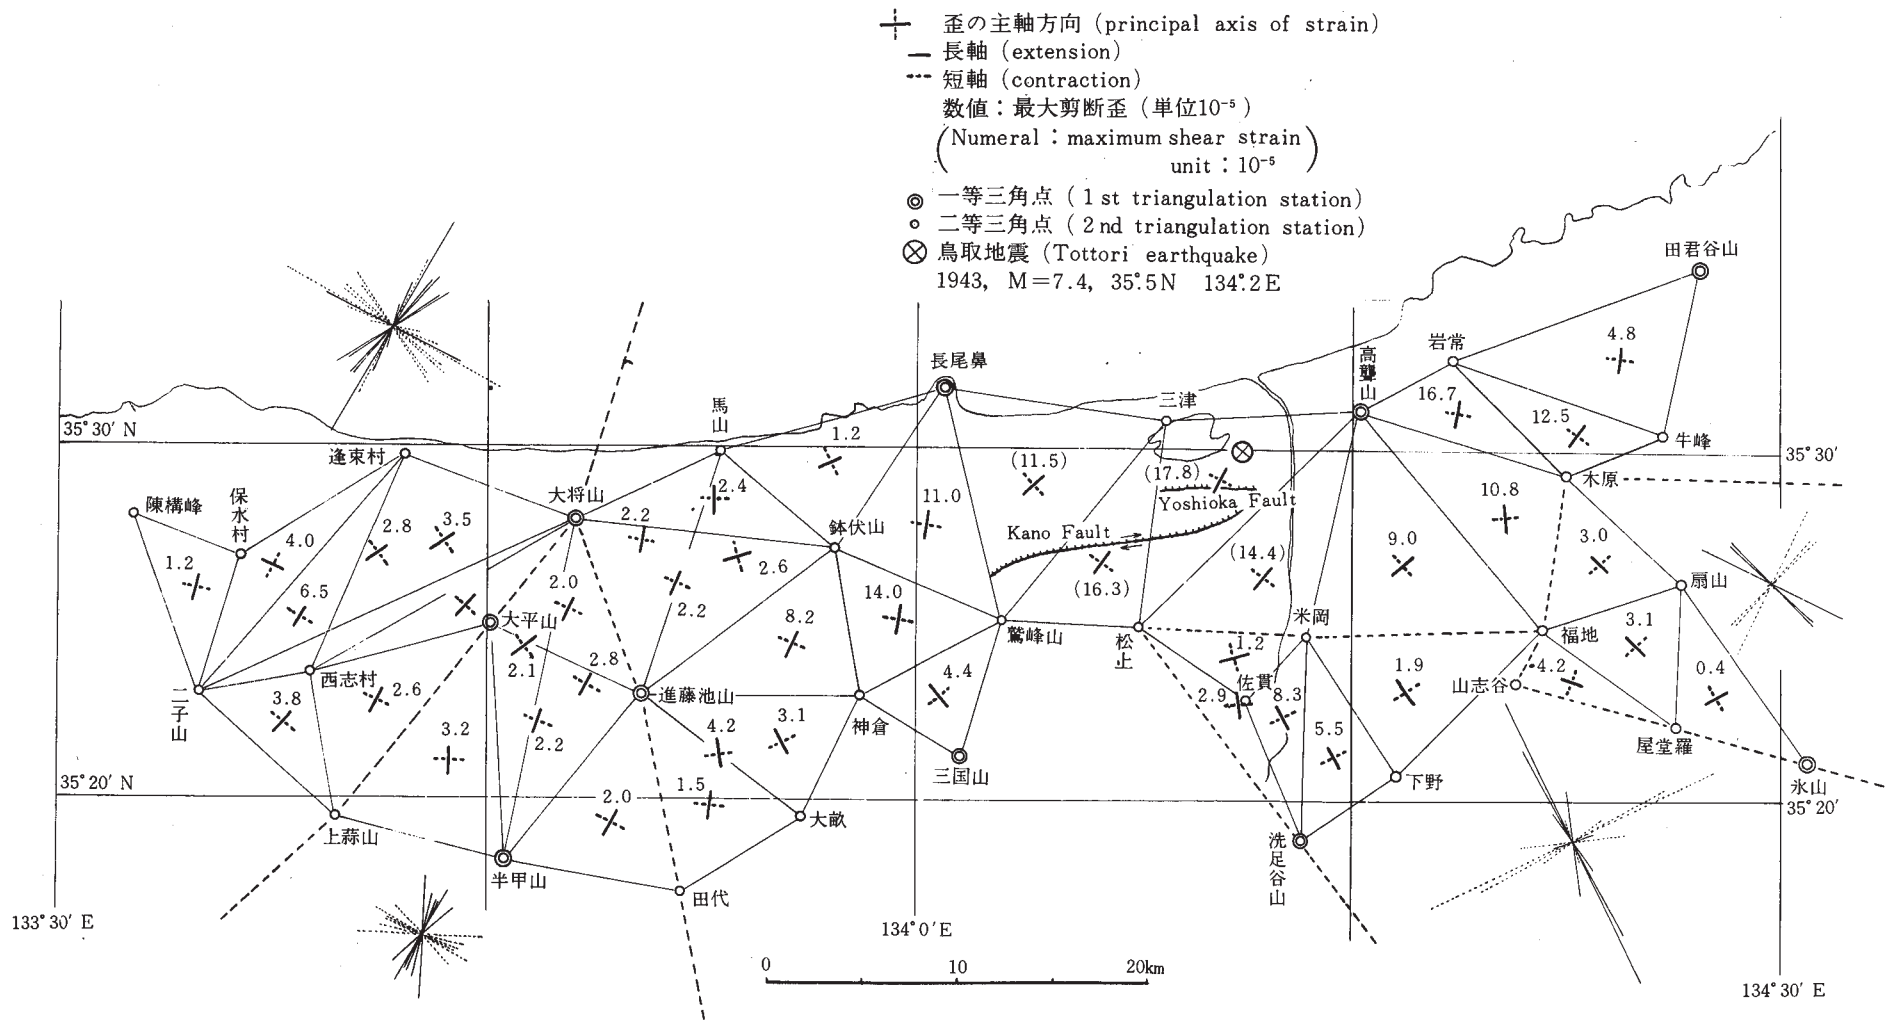 歪の主軸方向 (principal axis of strain)
長軸 (extension)
短軸 (contraction)
数値：最大剪断歪 (単位10⁻⁵)
(Numeral：maximum shear strain
unit：10⁻⁵)
一等三角点 (1st triangulation station)
二等三角点 (2nd triangulation station)
鳥取地震 (Tottori earthquake)
1943, M=7.4, 35°.5N 134°.2E
田君谷山
岩常
4.8
高
山
長尾鼻
16.7
12.5
三津
馬山
牛峰
35°30′ N
35°30′
1.2
逢束村
(11.5)
(17.8)
木原
大将山
2.4
11.0
Yoshioka Fault
10.8
陳構峰
保水村
2.8
3.5
2.2
鉢伏山
Kano Fault
4.0
9.0
3.0
1.2
2.6
(14.4)
扇山
6.5
2.0
14.0
(16.3)
大平山
2.2
8.2
鷲峰山
松上
米岡
福地
3.1
2.1
2.8
1.2
西志村
2.6
進藤池山
4.4
佐貫
1.9
山志谷
4.2
0.4
二子山
3.8
2.9
8.3
3.2
2.2
4.2
3.1
神倉
5.5
屋堂羅
三国山
下野
氷山
35°20′ N
1.5
2.0
35°20′
大畝
上蒜山
洗足谷山
半甲山
田代
133°30′ E
134°0′E
0 10 20km
134°30′ E